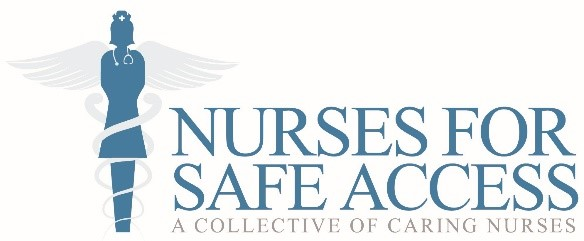 NURSES FOR
SAFE ACCESS
A COLLECTIVE OF CARING NURSES